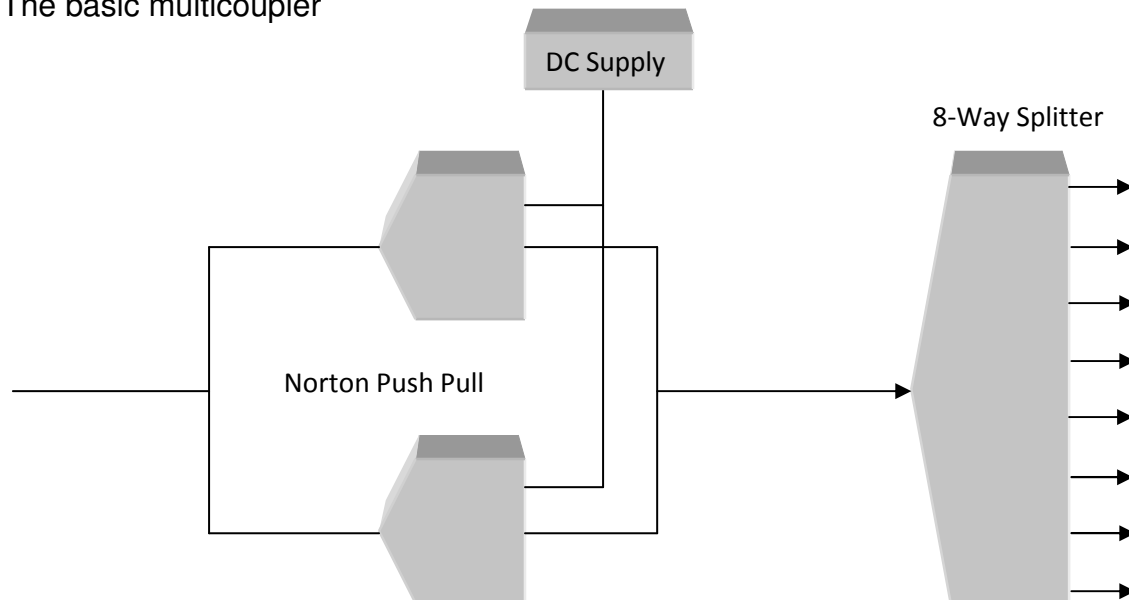 The basic multicoupler
DC Supply
8-Way Splitter
Norton Push Pull